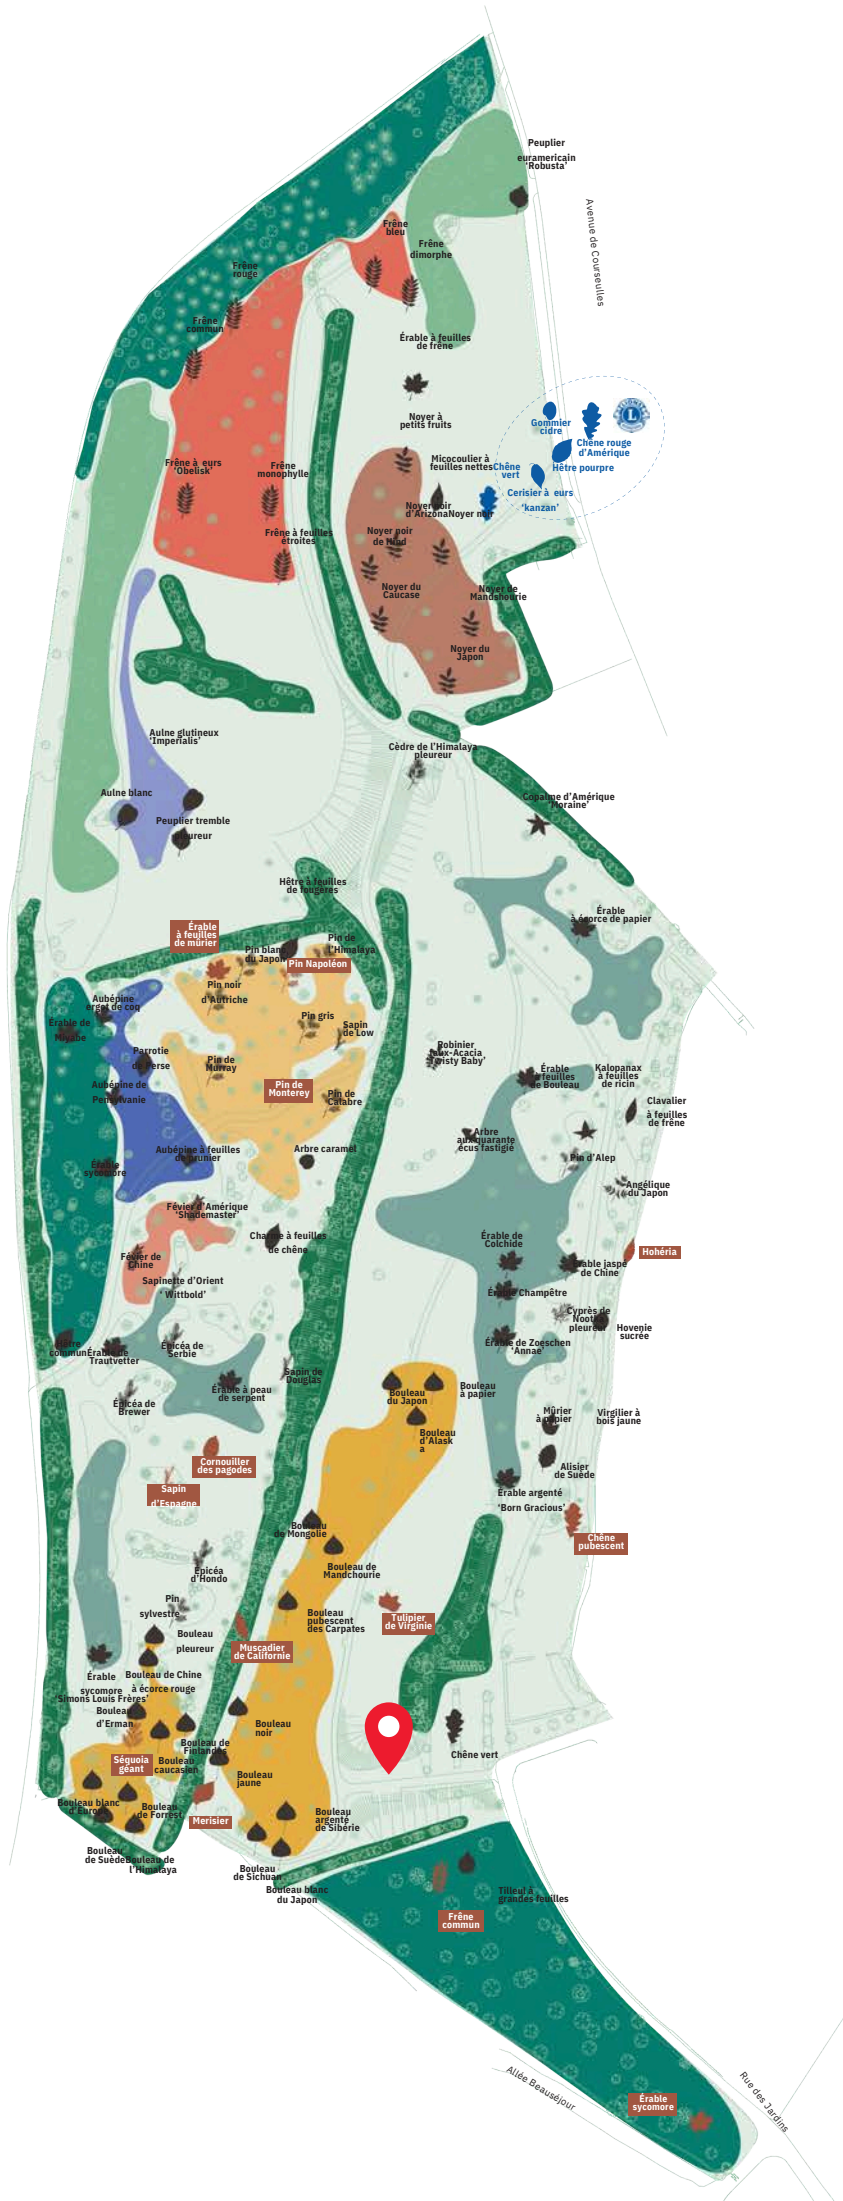 Peuplier
euramericain
'Robusta'
Avenue de Courseulles
Frêne
bleu
Frêne
dimorphe
Frêne
rouge
Frêne
commun
Érable à feuilles
de frêne
Noyer à
petits fruits
Gommier
cidre
L
Chêne rouge
d'Amérique
Hêtre pourpre
Chêne
vert
Cerisier à eurs
'kanzan'
Micocoulier à
feuilles nettes
Frêne à eurs
'Obelisk'
Frêne
monophylle
Noyer noir
d'Arizona
Noyer noir
Frêne à feuilles
étroites
Noyer noir
de Hind
Noyer du
Caucase
Noyer de
Mandshourie
Noyer du
Japon
Aulne glutineux
'Imperialis'
Cèdre de l'Himalaya
pleureur
Aulne blanc
Peuplier tremble
pleureur
Copalme d'Amérique
'Moraine'
Hêtre à feuilles
de fougères
Érable
à écorce de papier
Érable
à feuilles
de mûrier
Pin blanc
du Japon
Pin de
l'Himalaya
Pin Napoléon
Pin noir
d'Autriche
Aubépine
ergot de coq
Érable de
Miyabe
Pin gris
Sapin
de Low
Parrotie
de Perse
Pin de
Murray
Robinier
faux-Acacia
'Twisty Baby'
Érable
à feuilles
de Bouleau
Kalopanax
à feuilles
de ricin
Aubépine de
Pensylvanie
Pin de
Monterey
Pin de
Calabre
Clavalier
à feuilles
de frêne
Arbre
aux quarante
écus fastigié
Aubépine à feuilles
de prunier
Arbre caramel
Pin d'Alep
Érable
sycomore
Angélique
du Japon
Févier d'Amérique
'Shademaster'
Charme à feuilles
de chêne
Érable de
Colchide
Hohéria
Févier de
Chine
Érable jaspé
de Chine
Sapinette d'Orient
' Wittbold'
Érable Champêtre
Cyprès de
Nootka
pleureur
Hovenie
sucrée
Hêtre
commun
Érable de
Trautvetter
Épicéa de
Serbie
Érable de Zoeschen
'Annae'
Sapin de
Douglas
Érable à peau
de serpent
Épicéa de
Brewer
Bouleau
du Japon
Bouleau
à papier
Bouleau
d'Alask
a
Mûrier
à papier
Virgilier à
bois jaune
Cornouiller
des pagodes
Alisier
de Suède
Sapin
d'Espagne
Érable argenté
'Born Gracious'
Bouleau
de Mongolie
Chêne
pubescent
Épicéa
d'Hondo
Bouleau de
Mandchourie
Pin
sylvestre
Bouleau
pubescent
des Carpates
Tulipier
de Virginie
Bouleau
pleureur
Muscadier
de Californie
Érable
sycomore
'Simons Louis Frères'
Bouleau de Chine
à écorce rouge
Bouleau
d'Erman
Bouleau
noir
Bouleau de
Finlandes
Chêne vert
Séquoia
géant
Bouleau
caucasien
Bouleau
jaune
Bouleau blanc
d'Europe
Bouleau
de Forrest
Merisier
Bouleau
argenté
de Sibérie
Bouleau
de Suède
Bouleau de
l'Himalaya
Bouleau
de Sichuan
Bouleau blanc
du Japon
Tilleul à
grandes feuilles
Frêne
commun
Allée Beauséjour
Érable
sycomore
Rue des Jardins